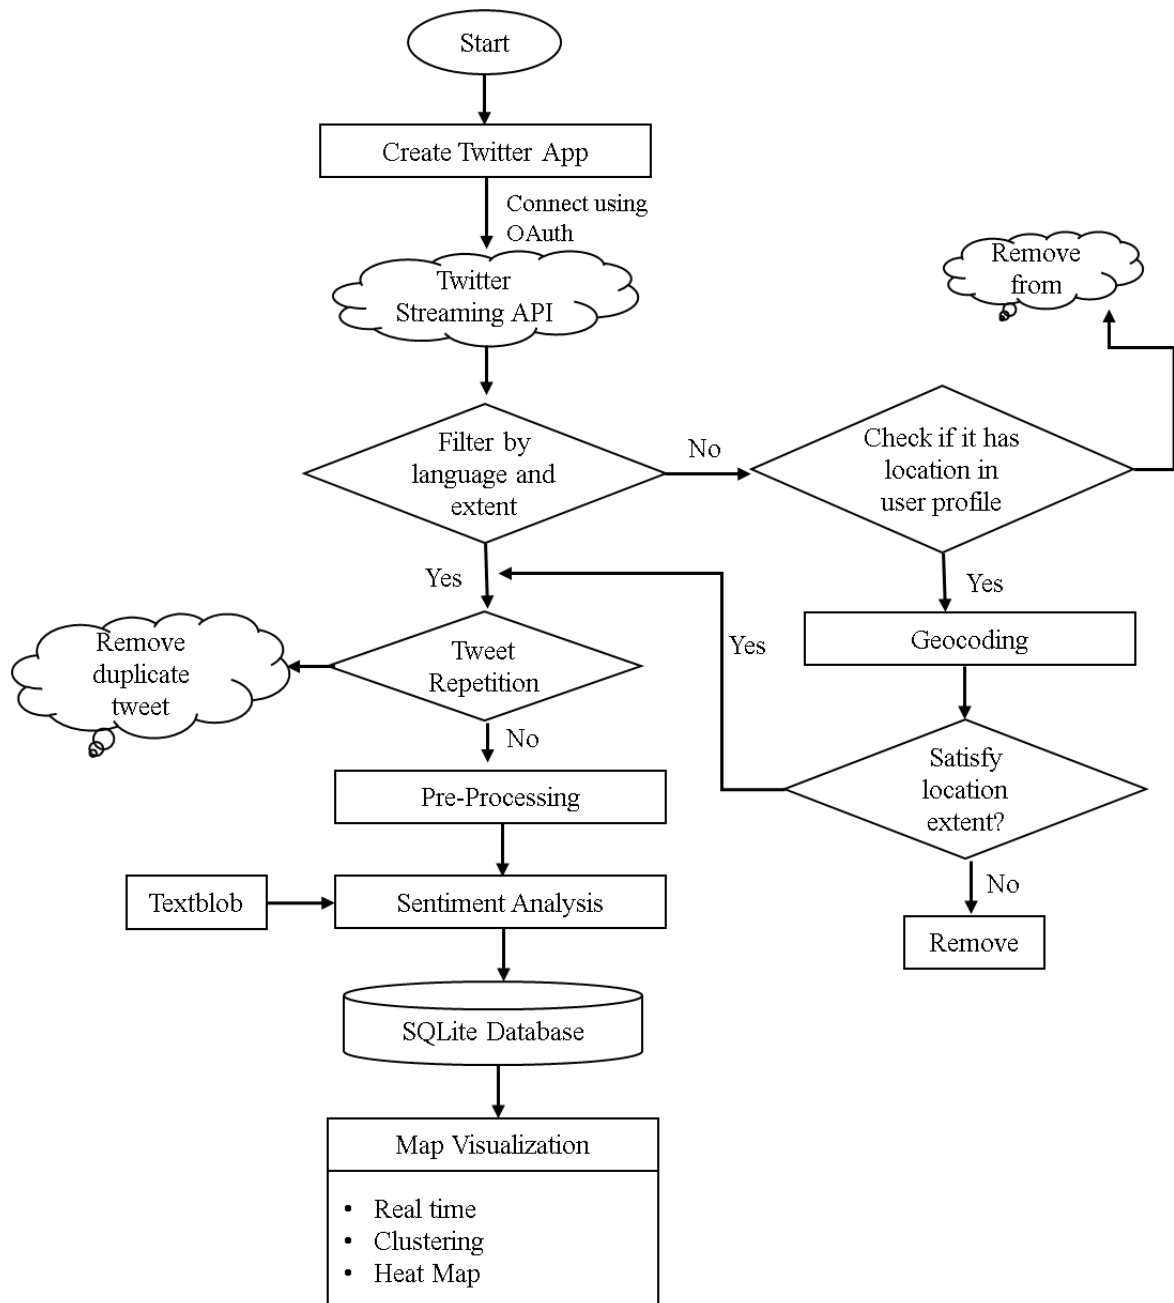 Start
Create Twitter App
Connect using
OAuth
Twitter
Streaming API
Remove
from
Filter by
language and
extent
No
Check if it has
location in
user profile
Yes
Yes
Geocoding
Yes
Remove
duplicate
tweet
Tweet
Repetition
No
Satisfy
location
extent?
Pre-Processing
No
Textblob
Sentiment Analysis
Remove
SQLite Database
Map Visualization
• Real time
• Clustering
• Heat Map